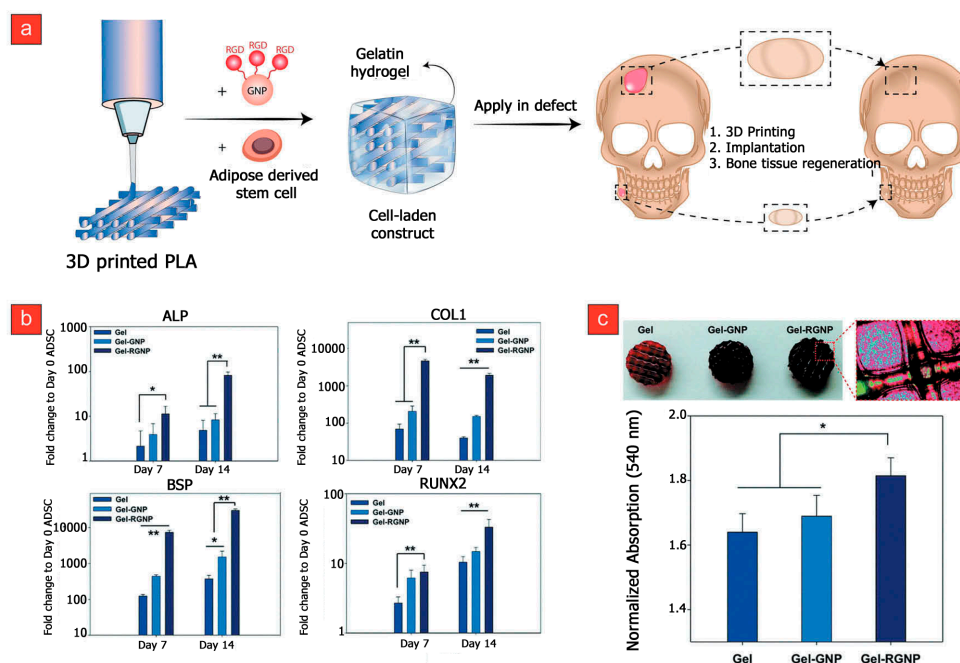 a
RGD
RGD
RGD
GNP
+
+
Adipose derived
stem cell
3D printed PLA
Gelatin
hydrogel
Cell-laden
construct
Apply in defect
1. 3D Printing
2. Implantation
3. Bone tissue regeneration
b
ALP
Fold change to Day 0 ADSC
1000
100
10
1
Gel
Gel-GNP
Gel-RGNP
*
**
Day 7
Day 14
COL1
Fold change to Day 0 ADSC
10000
1000
100
10
Gel
Gel-GNP
Gel-RGNP
**
**
Day 7
Day 14
BSP
Fold change to Day 0 ADSC
10000
1000
100
10
Gel
Gel-GNP
Gel-RGNP
**
*
**
Day 7
Day 14
RUNX2
Fold change to Day 0 ADSC
100
10
1
Gel
Gel-GNP
Gel-RGNP
**
**
Day 7
Day 14
c
Gel
Gel-GNP
Gel-RGNP
Normalized Absorption (540 nm)
2.0
1.8
1.6
1.4
*
Gel
Gel-GNP
Gel-RGNP